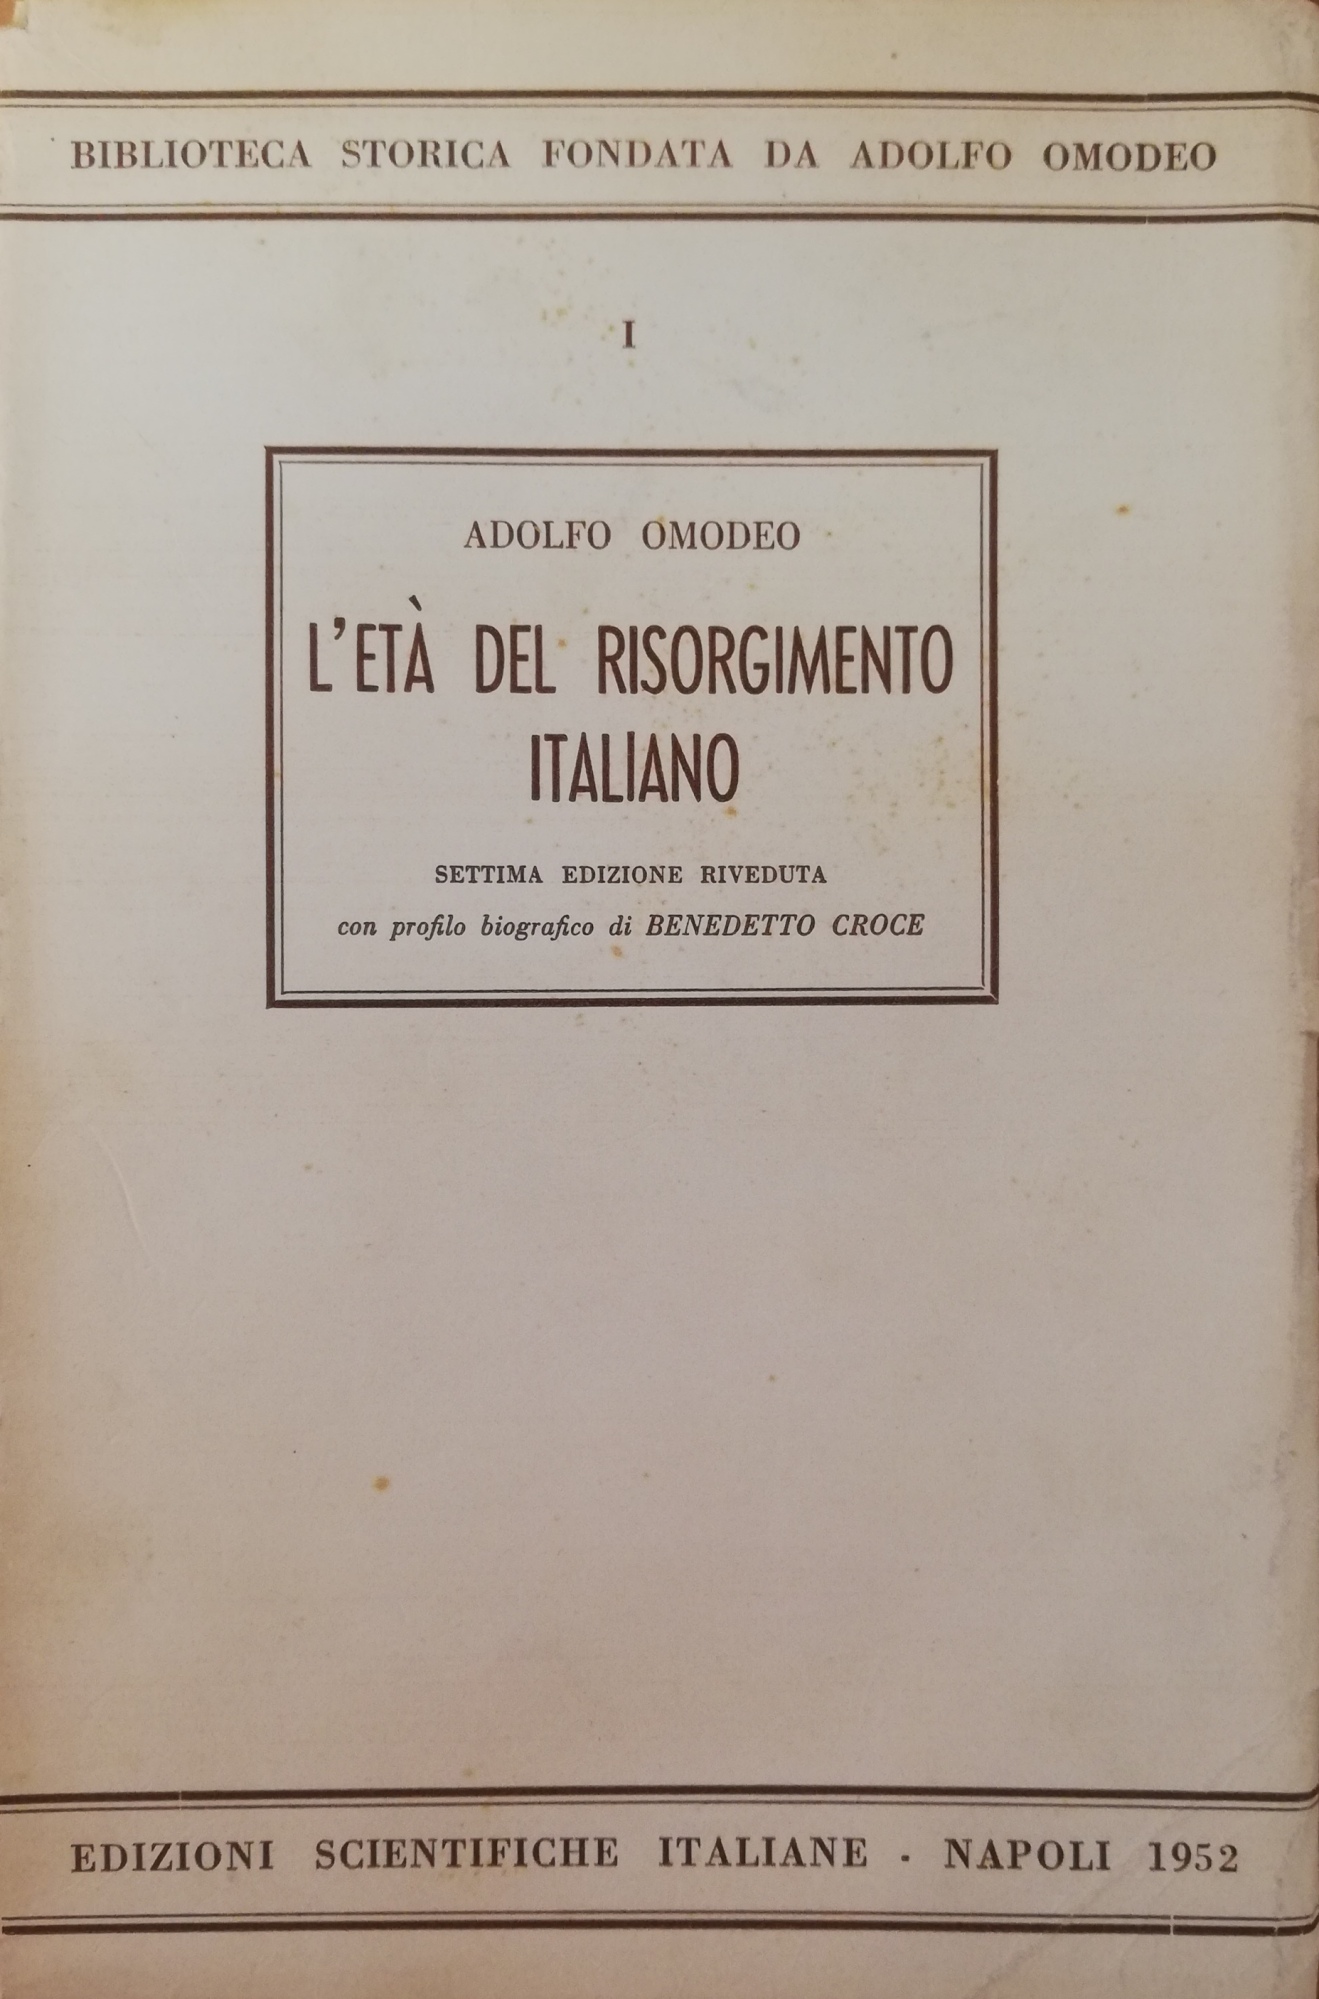 BIBLIOTECA STORICA FONDATA DA ADOLFO OMODEO
I
ADOLFO OMODEO
L'ETÀ DEL RISORGIMENTO
ITALIANO
SETTIMA EDIZIONE RIVEDUTA
con profilo biografico di BENEDETTO CROCE
EDIZIONI SCIENTIFICHE ITALIANE - NAPOLI 1952